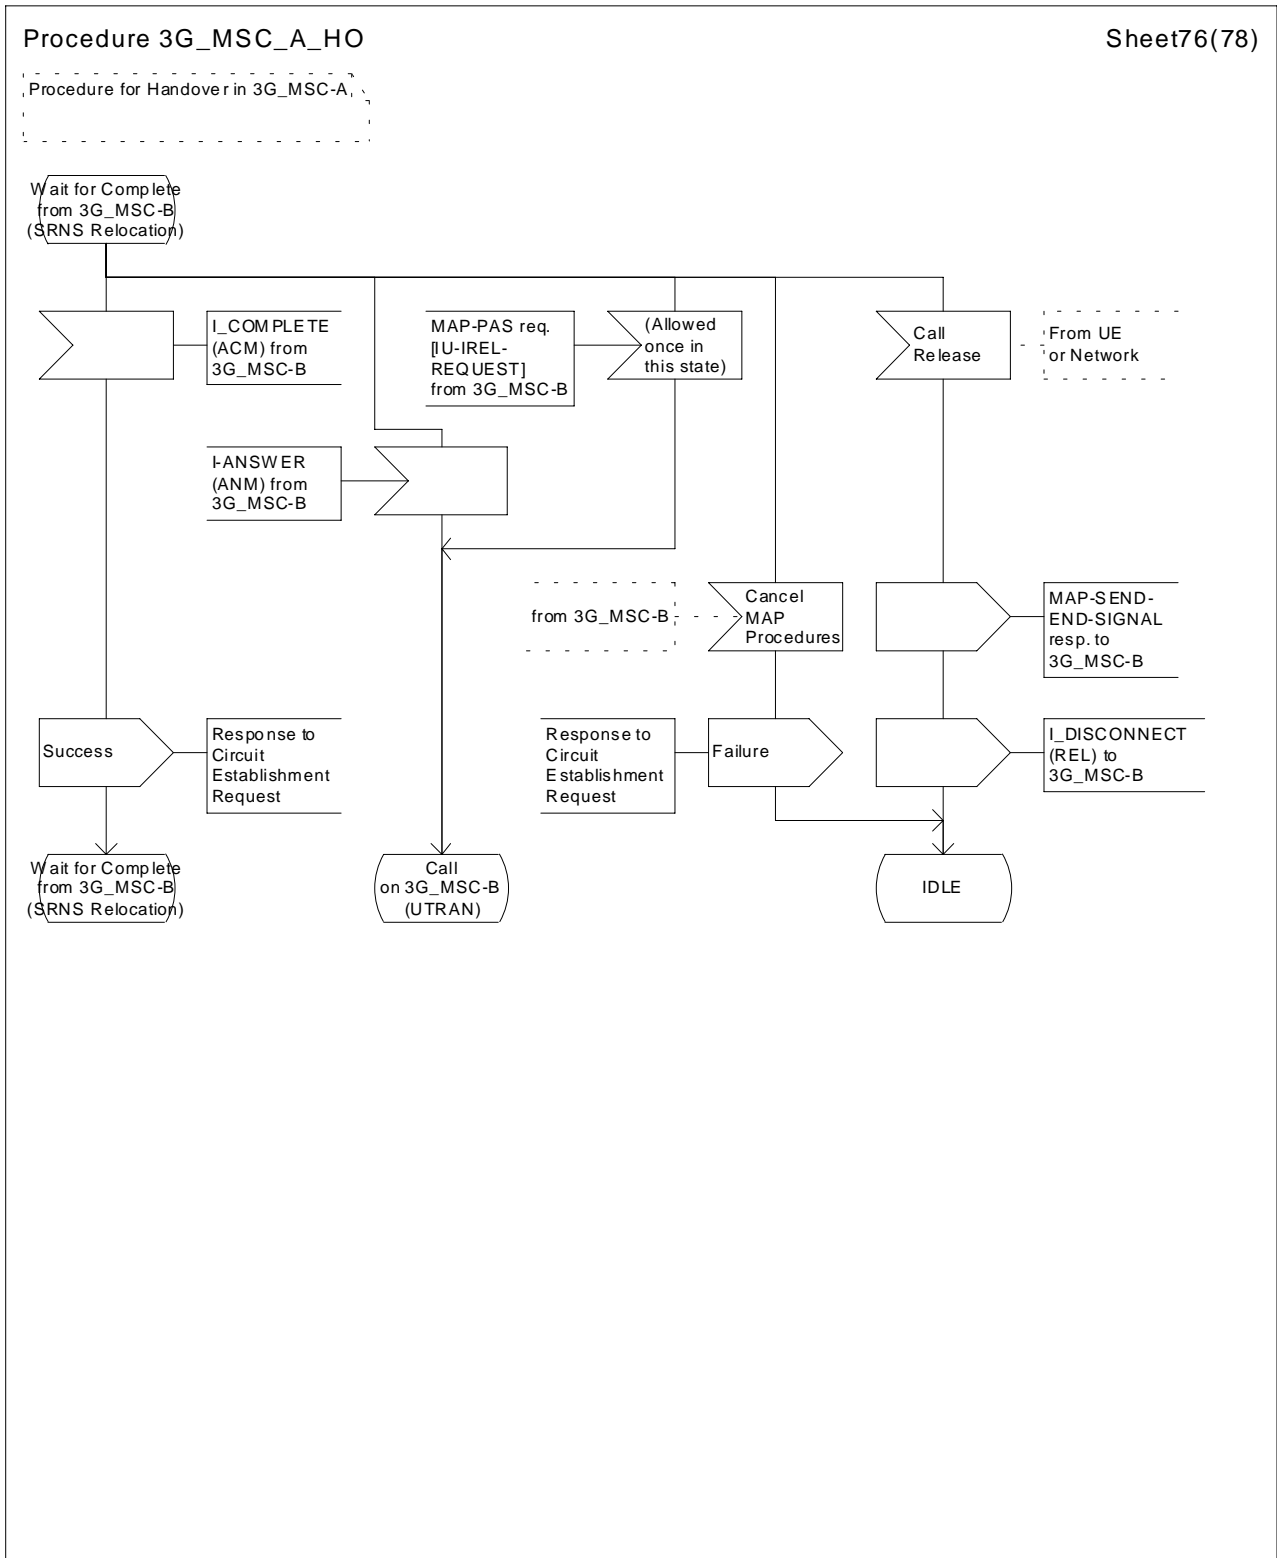 Procedure 3G_MSC_A_HO
Sheet76(78)
Procedure for Handover in 3G_MSC-A
Wait for Complete
from 3G_MSC-B
(SRNS Relocation)
I_COMPLETE
(ACM) from
3G_MSC-B
MAP-PAS req.
[IU-IREL-
REQUEST]
from 3G_MSC-B
(Allowed
once in
this state)
Call
Release
From UE
or Network
I-ANSWER
(ANM) from
3G_MSC-B
from 3G_MSC-B
Cancel
MAP
Procedures
MAP-SEND-
END-SIGNAL
resp. to
3G_MSC-B
Success
Response to
Circuit
Establishment
Request
Response to
Circuit
Establishment
Request
Failure
I_DISCONNECT
(REL) to
3G_MSC-B
Wait for Complete
from 3G_MSC-B
(SRNS Relocation)
Call
on 3G_MSC-B
(UTRAN)
IDLE